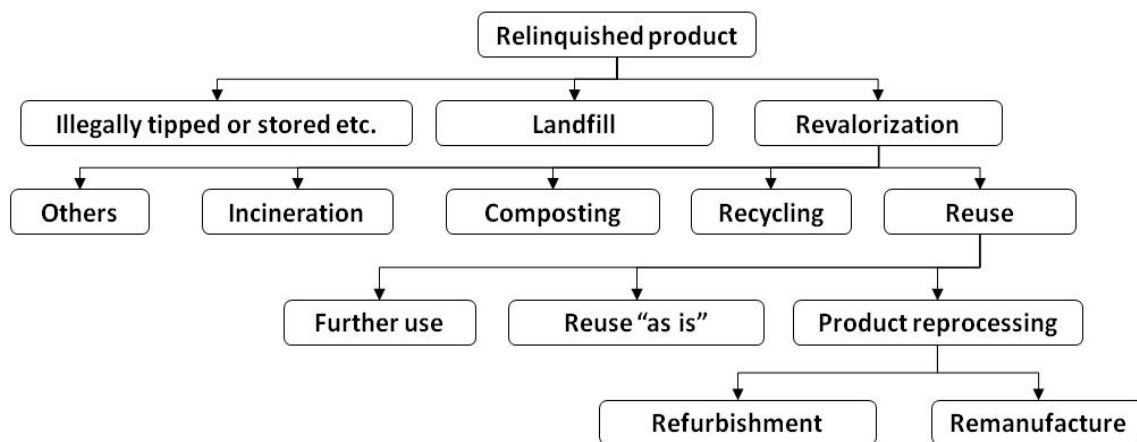 Relinquished product
Illegally tipped or stored etc.
Landfill
Revalorization
Others
Incineration
Composting
Recycling
Reuse
Further use
Reuse “as is”
Product reprocessing
Refurbishment
Remanufacture